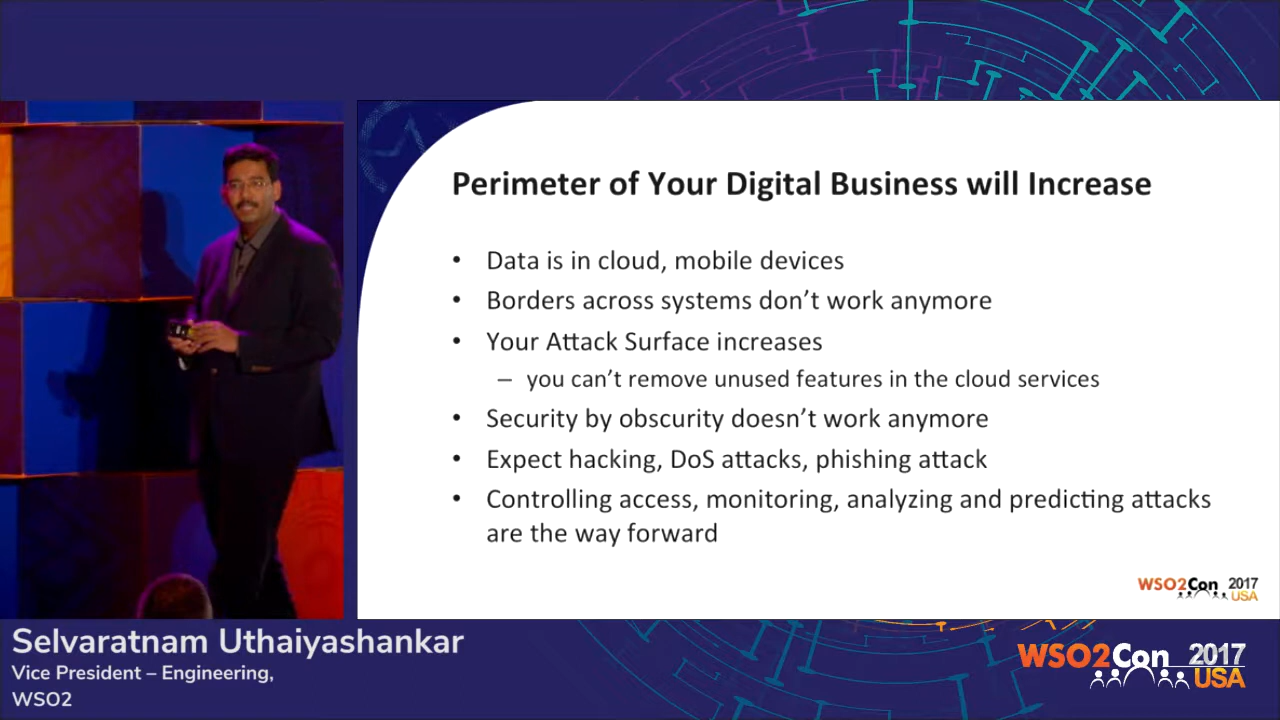 Perimeter of Your Digital Business will Increase
• Data is in cloud, mobile devices
• Borders across systems don’t work anymore
• Your Attack Surface increases
– you can’t remove unused features in the cloud services
• Security by obscurity doesn’t work anymore
• Expect hacking, DoS attacks, phishing attack
• Controlling access, monitoring, analyzing and predicting attacks
are the way forward
WSO2Con 2017
USA
Selvaratnam Uthaiyashankar
Vice President – Engineering,
WSO2
WSO2Con 2017
USA